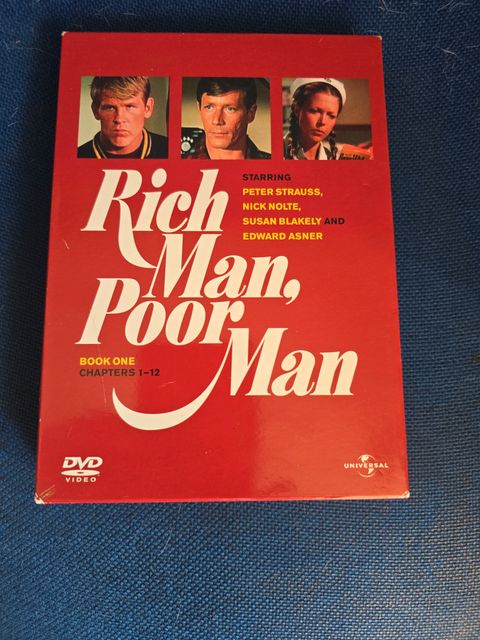 STARRING
PETER STRAUSS,
NICK NOLTE,
SUSAN BLAKELY AND
EDWARD ASNER
Rich
Man,
Poor
Man
BOOK ONE
CHAPTERS 1–12
DVD
VIDEO
UNIVERSAL